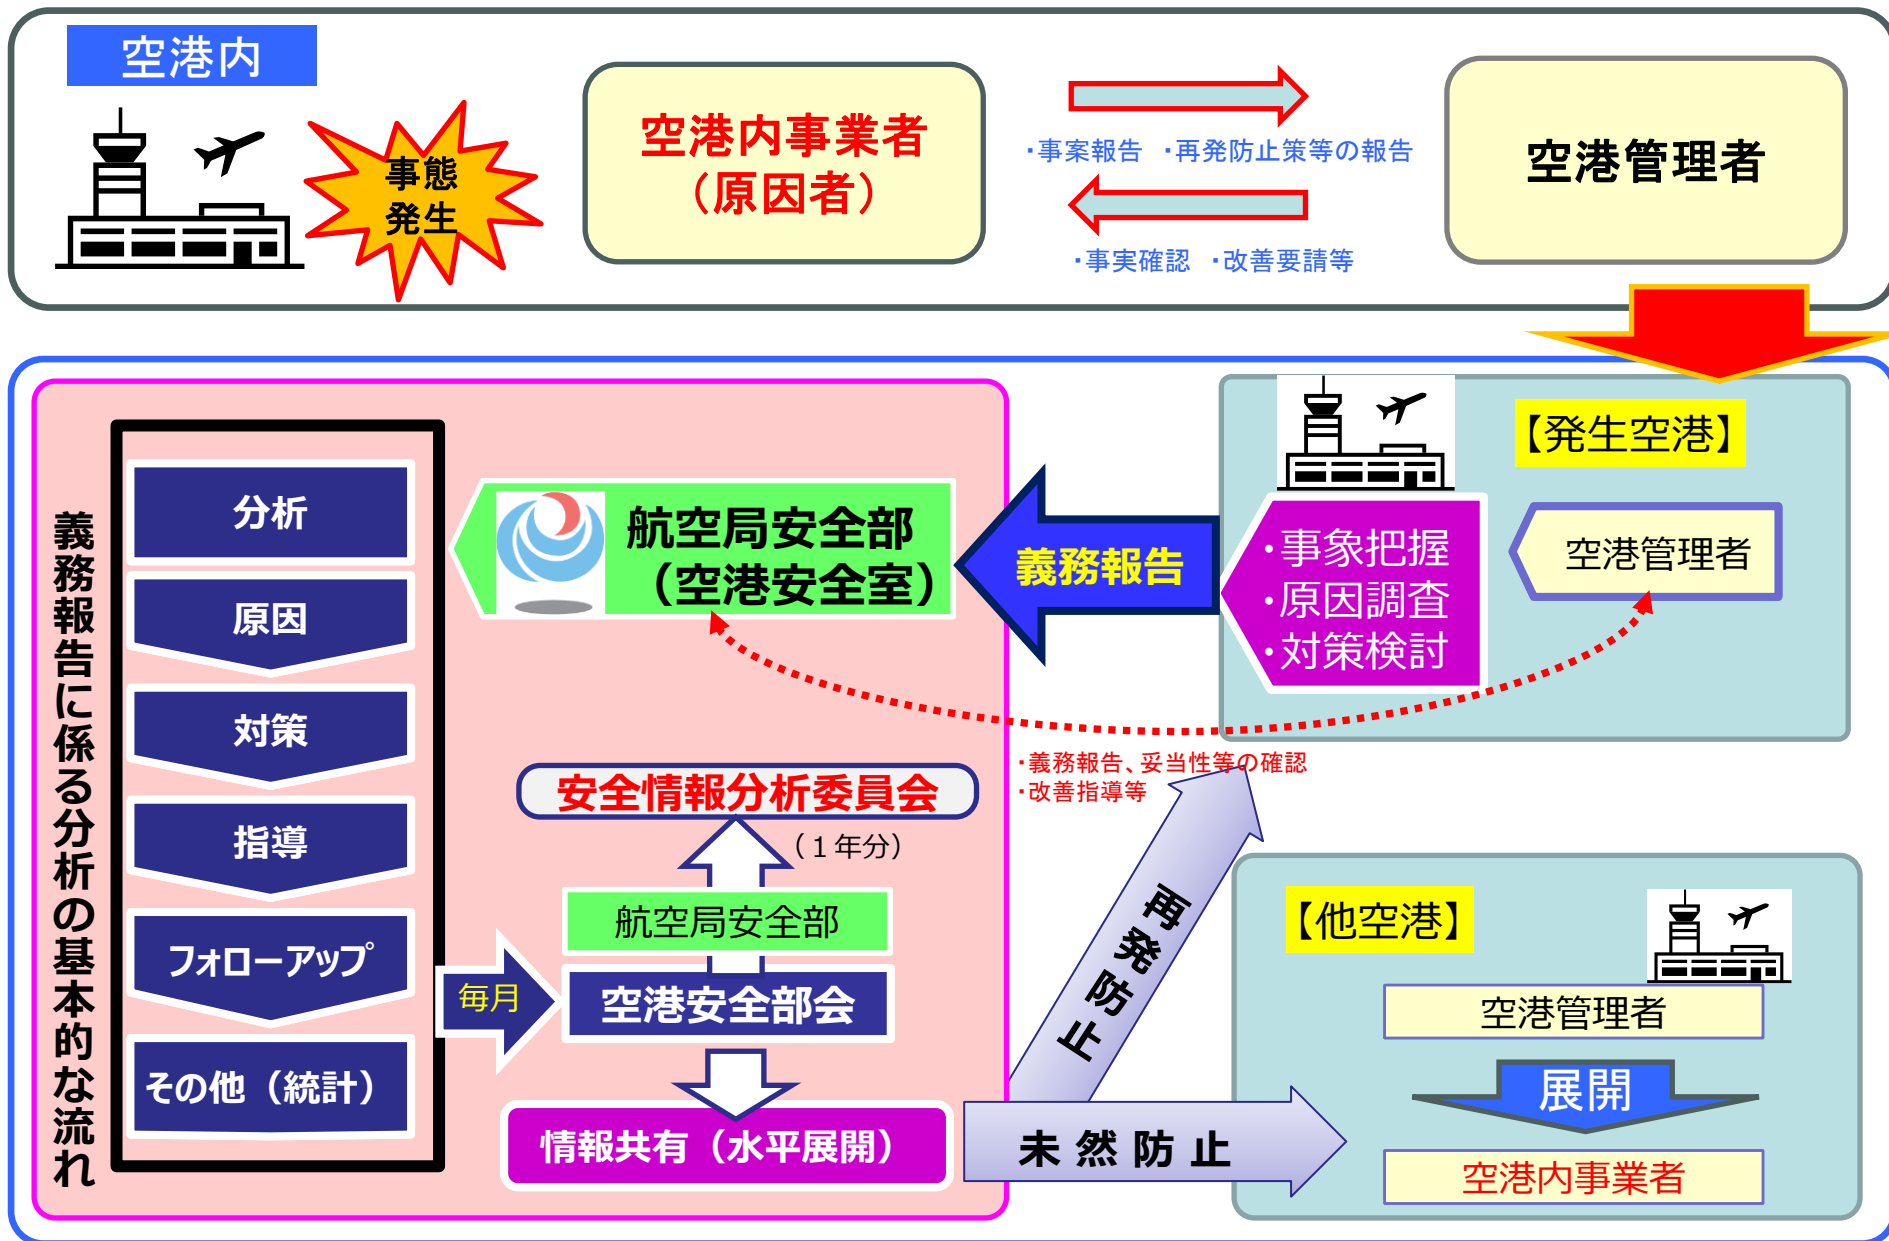 空港内
事態
発生
空港内事業者
（原因者）
・事案報告　・再発防止策等の報告
・事実確認　・改善要請等
空港管理者
義務報告に係る分析の基本的な流れ
分析
原因
対策
指導
フォローアップ
その他（統計）
毎月
航空局安全部
（空港安全室）
義務報告
【発生空港】
・事象把握
・原因調査
・対策検討
空港管理者
・義務報告、妥当性等の確認
・改善指導等
安全情報分析委員会
（１年分）
航空局安全部
空港安全部会
情報共有（水平展開）
再発防止
未然防止
【他空港】
空港管理者
展開
空港内事業者